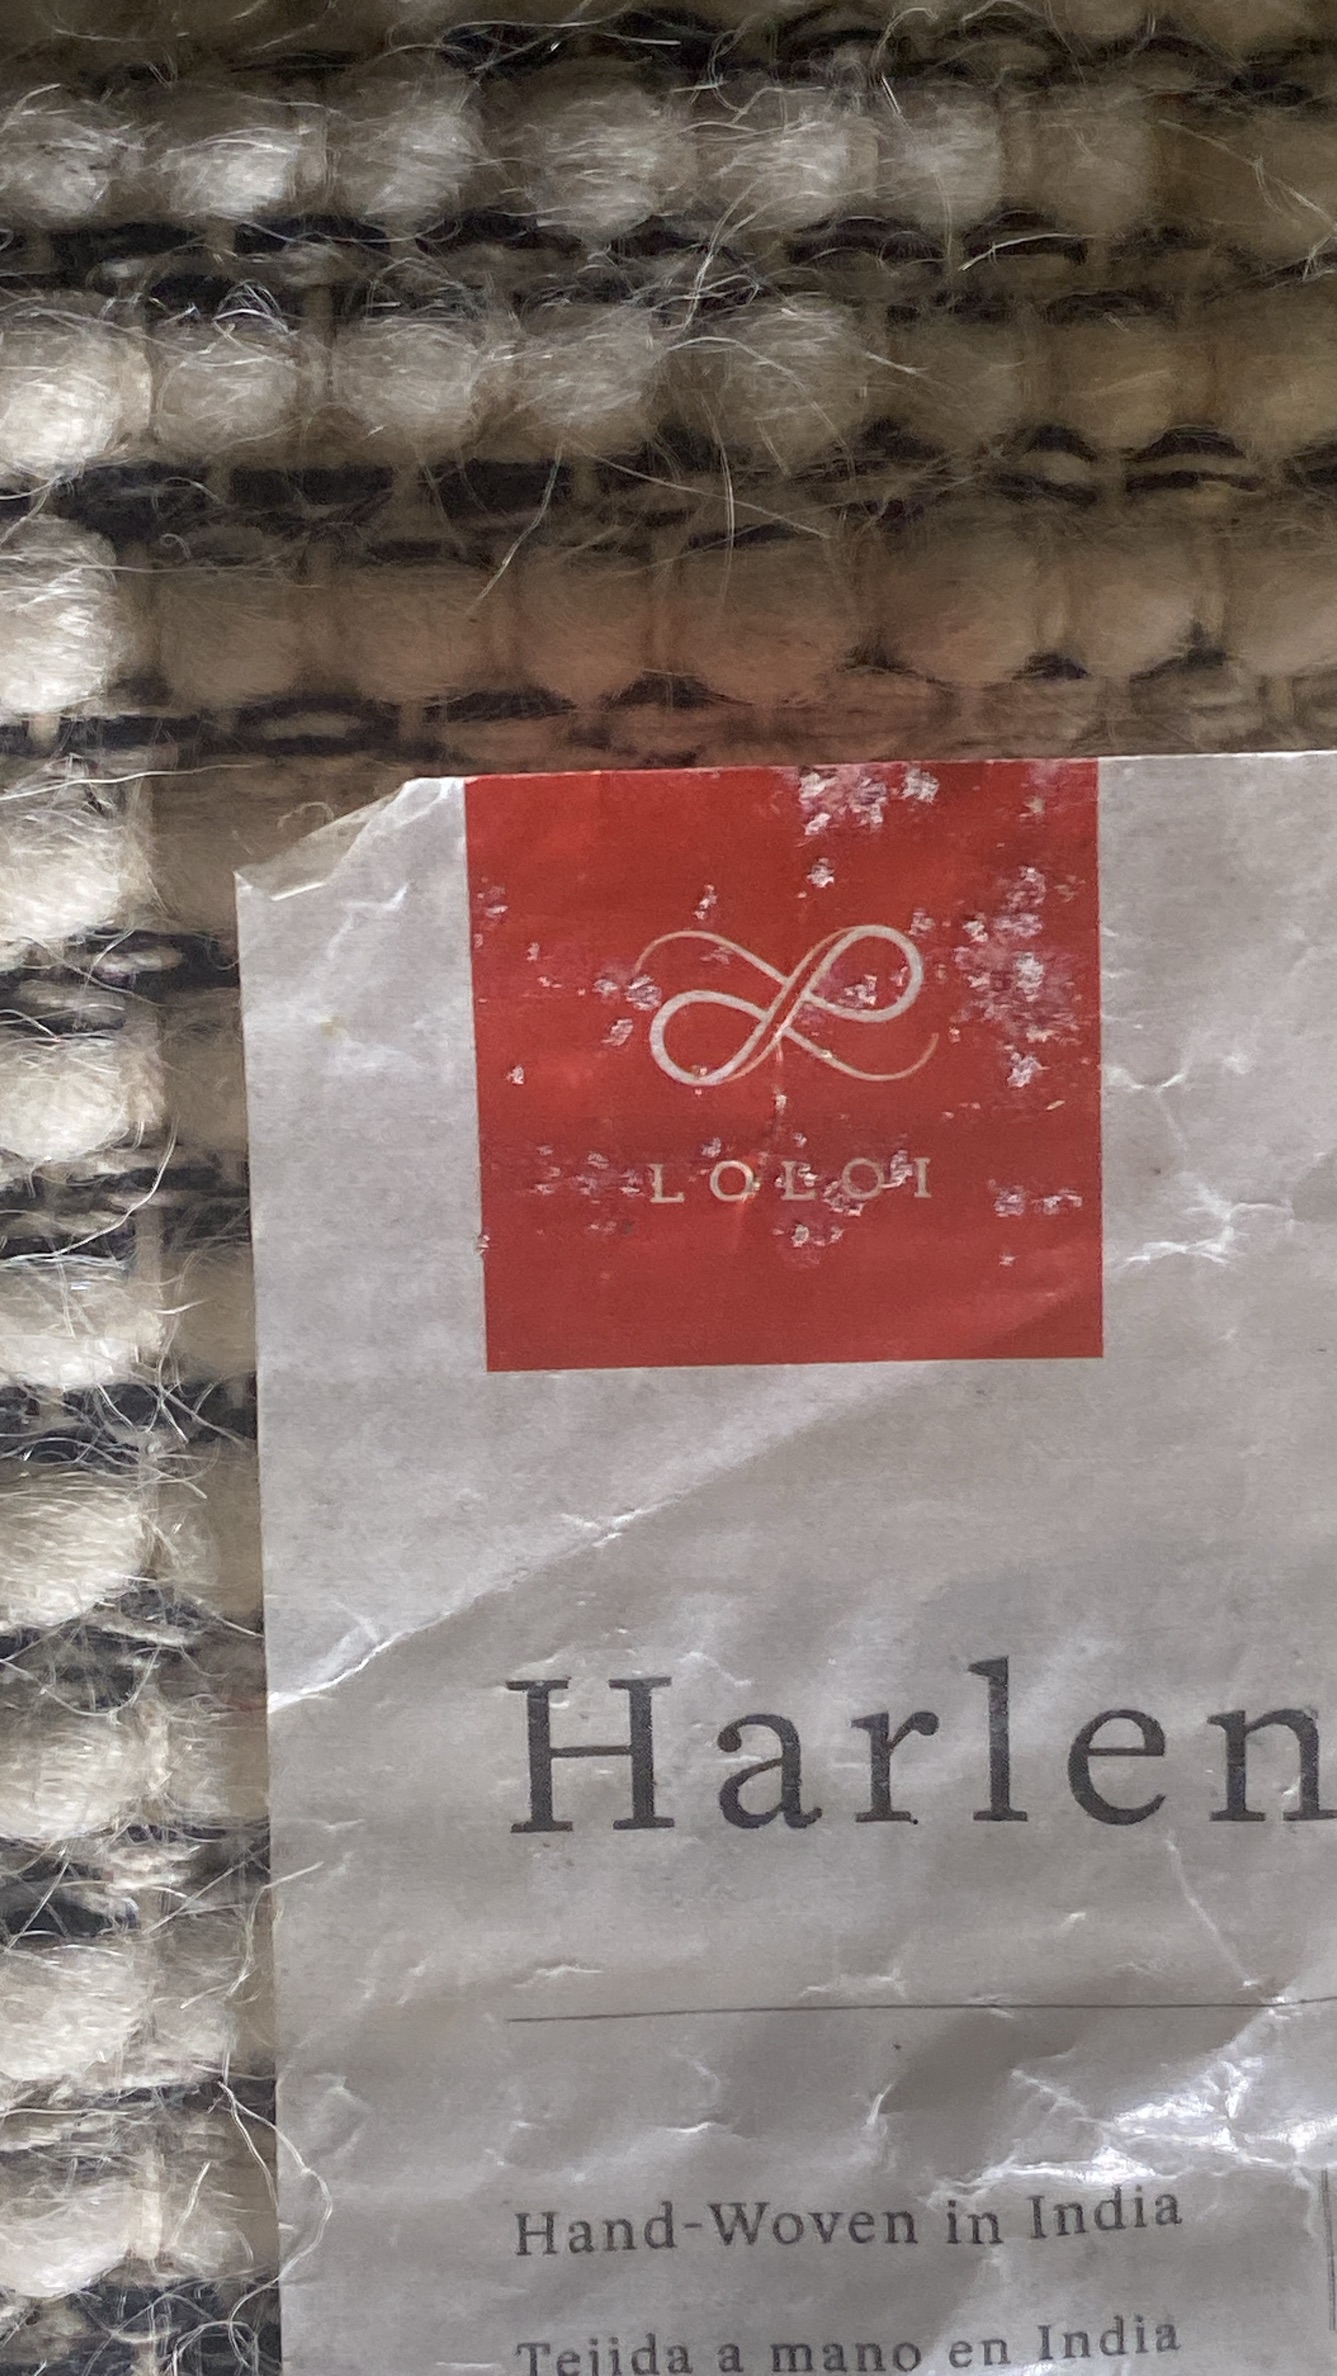 LOLOI
Harlen
Hand-Woven in India
Tejida a mano en India